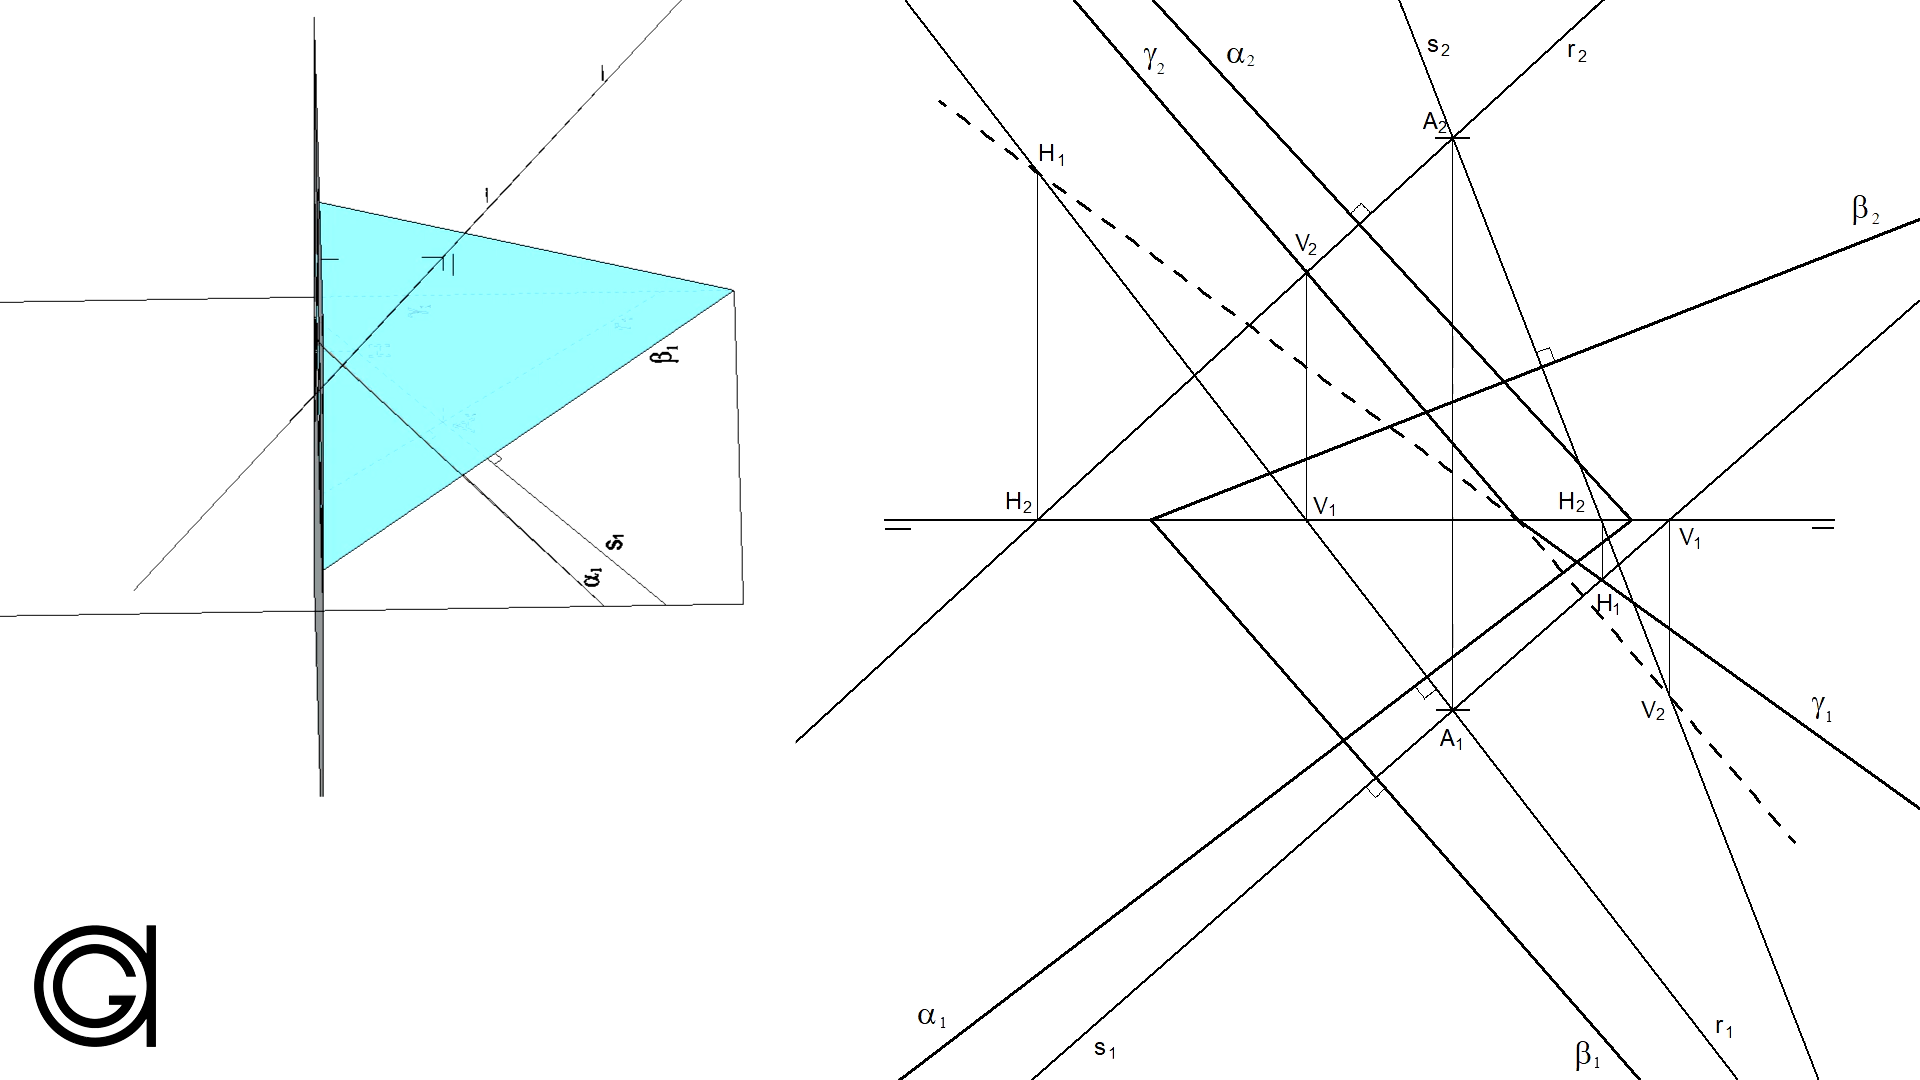 β₁
s₁
α₁
γ₂
α₂
s₂
r₂
A₂
H₁
β₂
V₂
H₂
V₁
H₂
V₁
H₁
V₂
γ₁
A₁
α₁
s₁
β₁
r₁